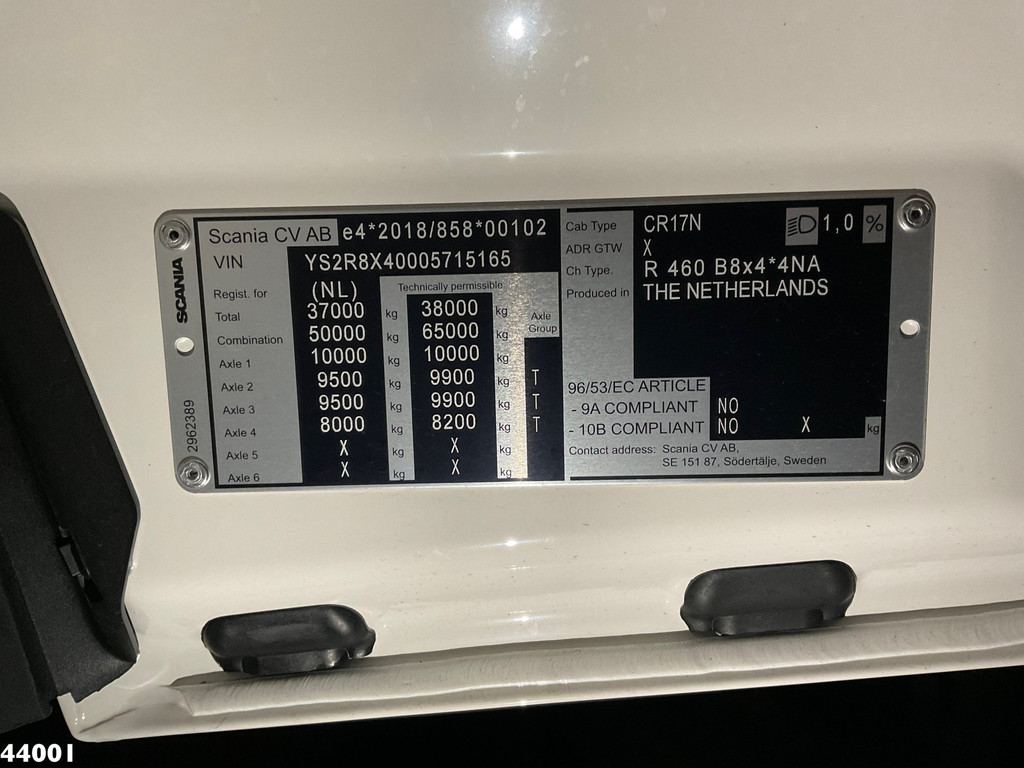 Scania CV AB e4*2018/858*00102
VIN YS2R8X40005715165
Regist. for (NL) Technically permissible
Total 37000 kg 38000 kg Axle Group
Combination 50000 kg 65000 kg
Axle 1 10000 kg 10000 kg
Axle 2 9500 kg 9900 kg T
Axle 3 9500 kg 9900 kg T
Axle 4 8000 kg 8200 kg T
Axle 5 X kg X kg
Axle 6 X kg X kg
SCANIA
2962389
Cab Type CR17N 1,0 %
ADR GTW X
Ch Type. R 460 B8x4*4NA
Produced in THE NETHERLANDS
96/53/EC ARTICLE
- 9A COMPLIANT NO
- 10B COMPLIANT NO X kg
Contact address: Scania CV AB,
SE 151 87, Södertälje, Sweden
44001